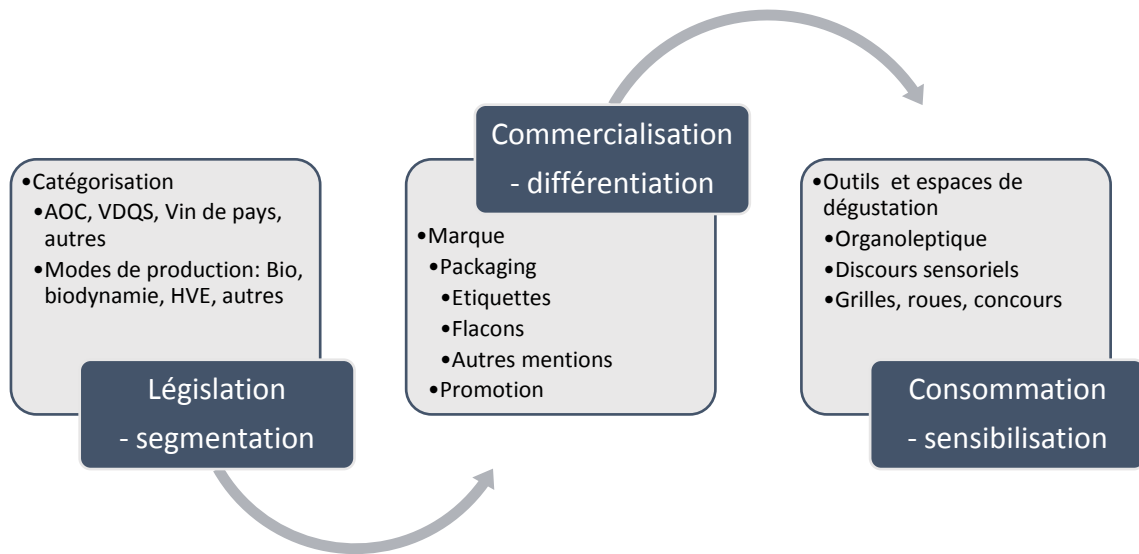 •Catégorisation
•AOC, VDQS, Vin de pays,
autres
•Modes de production: Bio,
biodynamie, HVE, autres
Législation
- segmentation
Commercialisation
- différentiation
•Marque
•Packaging
•Etiquettes
•Flacons
•Autres mentions
•Promotion
•Outils et espaces de
dégustation
•Organoleptique
•Discours sensoriels
•Grilles, roues, concours
Consommation
- sensibilisation